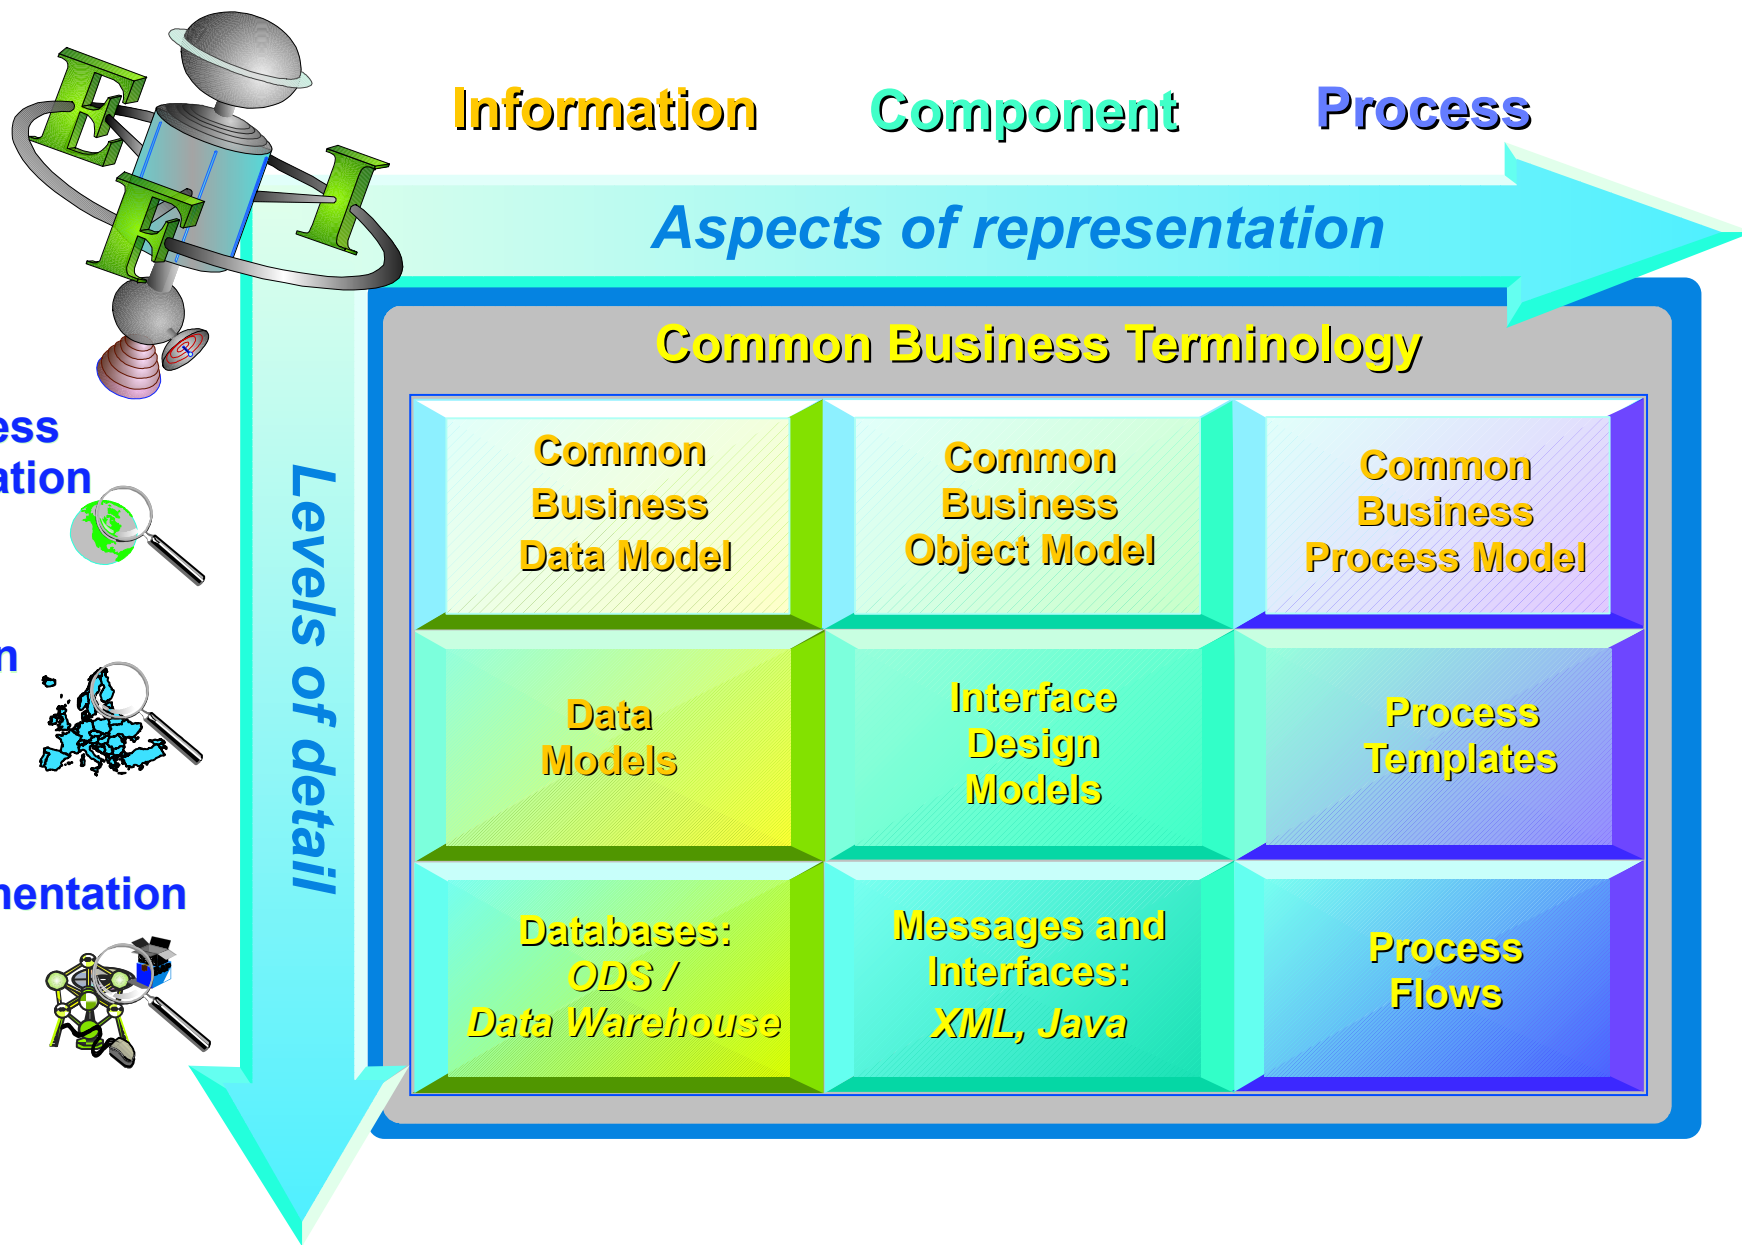 E F I
Information
Component
Process
Aspects of representation
Levels of detail
Common Business Terminology
ess
ation
Common
Business
Data Model
Common
Business
Object Model
Common
Business
Process Model
n
Data
Models
Interface
Design
Models
Process
Templates
nentation
Databases:
ODS /
Data Warehouse
Messages and
Interfaces:
XML, Java
Process
Flows